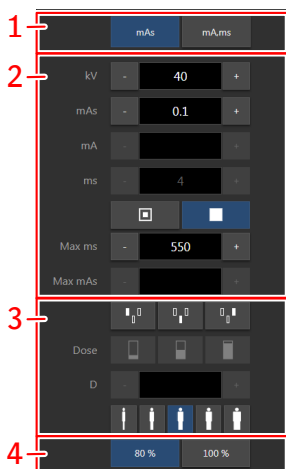 1 mAs mA,ms
2
kV - 40 +
mAs - 0.1 +
mA - +
ms - 4 +
Max ms - 550 +
Max mAs
3
Dose
D - +
4 80 % 100 %